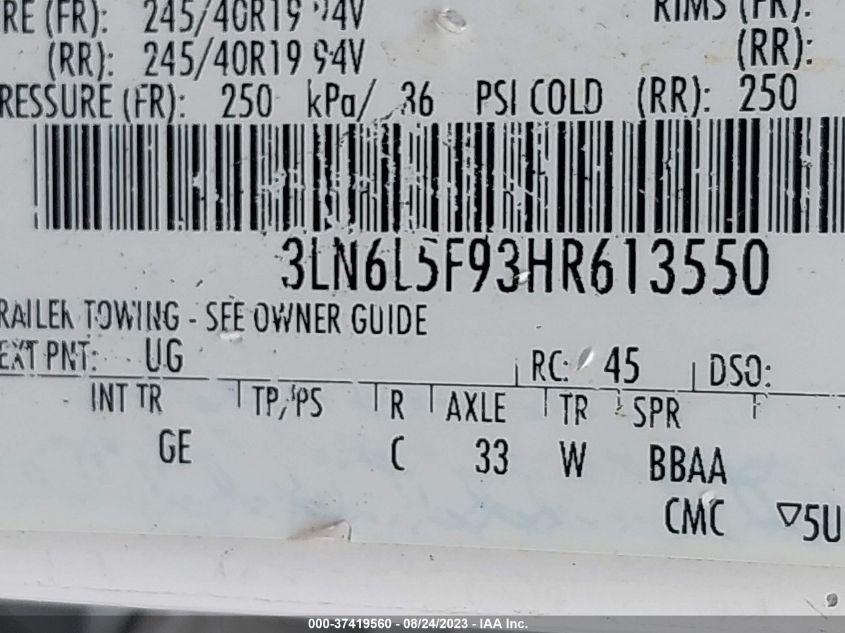 RE (FR): 245/40R19 94V RIMS (FR):
(RR): 245/40R19 94V (RR):
RESSURE (FR): 250 kPa/ 36 PSI COLD (RR): 250
3LN6L5F93HR613550
RAILER TOWING - SEE OWNER GUIDE
EXT PNT: UG RC: 45 DSO:
INT TR TP/PS R AXLE TR SPR
GE C 33 W BBAA
CMC ▽5U
000-37419560 - 08/24/2023 - IAA Inc.